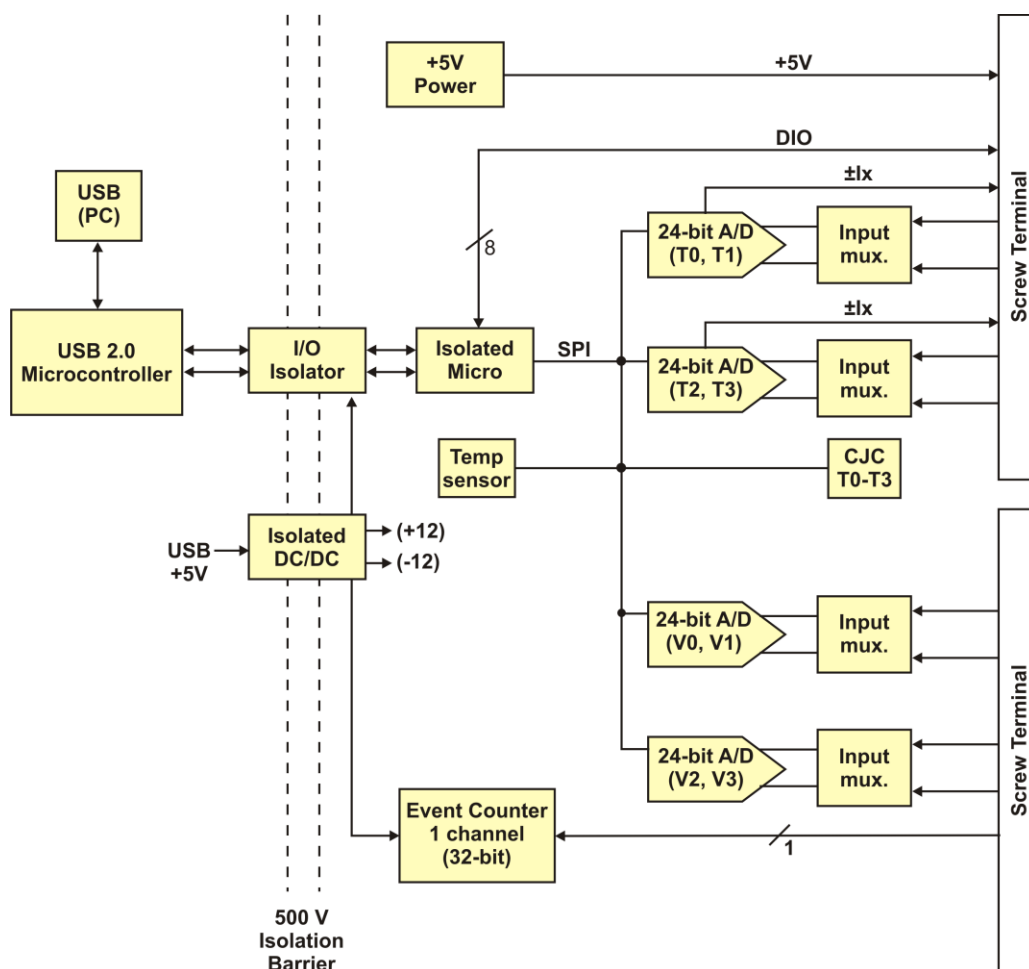 +5V
Power
+5V
DIO
8
USB
(PC)
±Ix
24-bit A/D
(T0, T1)
Input
mux.
Screw Terminal
USB 2.0
Microcontroller
I/O
Isolator
Isolated
Micro
SPI
±Ix
24-bit A/D
(T2, T3)
Input
mux.
Temp
sensor
CJC
T0-T3
USB
+5V
Isolated
DC/DC
(+12)
(-12)
24-bit A/D
(V0, V1)
Input
mux.
Screw Terminal
24-bit A/D
(V2, V3)
Input
mux.
Event Counter
1 channel
(32-bit)
1
500 V
Isolation
Barrier